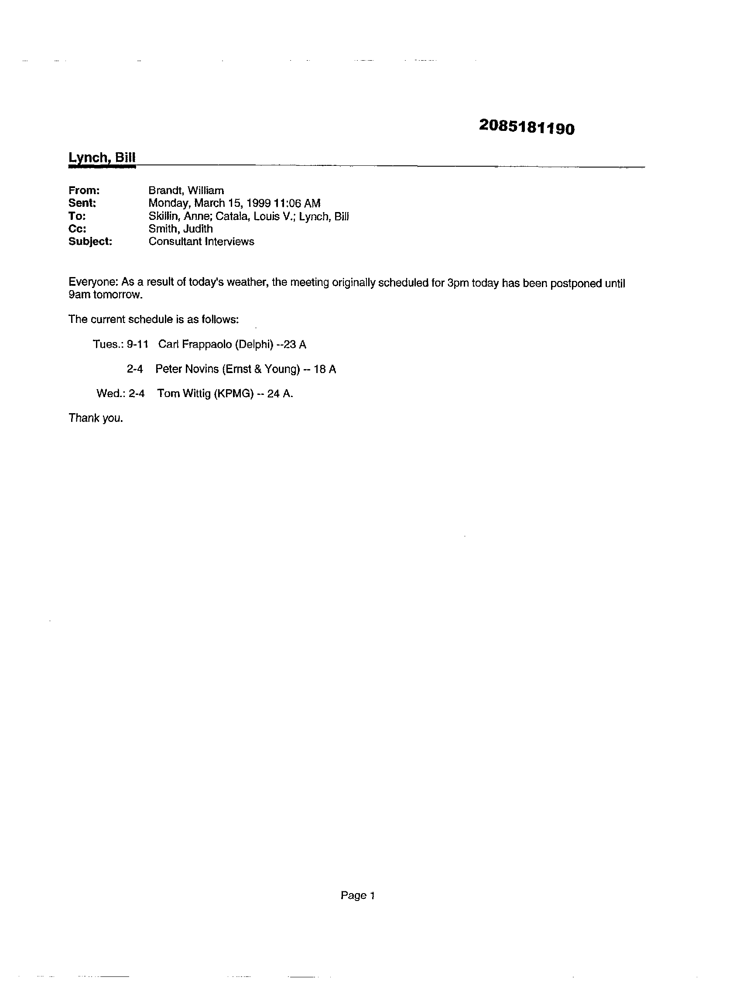 2085181190
Lynch, Bill
From: Brandt, William
Sent: Monday, March 15, 1999 11:06 AM
To: Skillin, Anne; Catala, Louis V.; Lynch, Bill
Cc: Smith, Judith
Subject: Consultant Interviews
Everyone: As a result of today's weather, the meeting originally scheduled for 3pm today has been postponed until
9am tomorrow.
The current schedule is as follows:
Tues.: 9-11 Carl Frappaolo (Delphi) --23 A
2-4 Peter Novins (Ernst & Young) -- 18 A
Wed.: 2-4 Tom Wittig (KPMG) -- 24 A.
Thank you.
Page 1